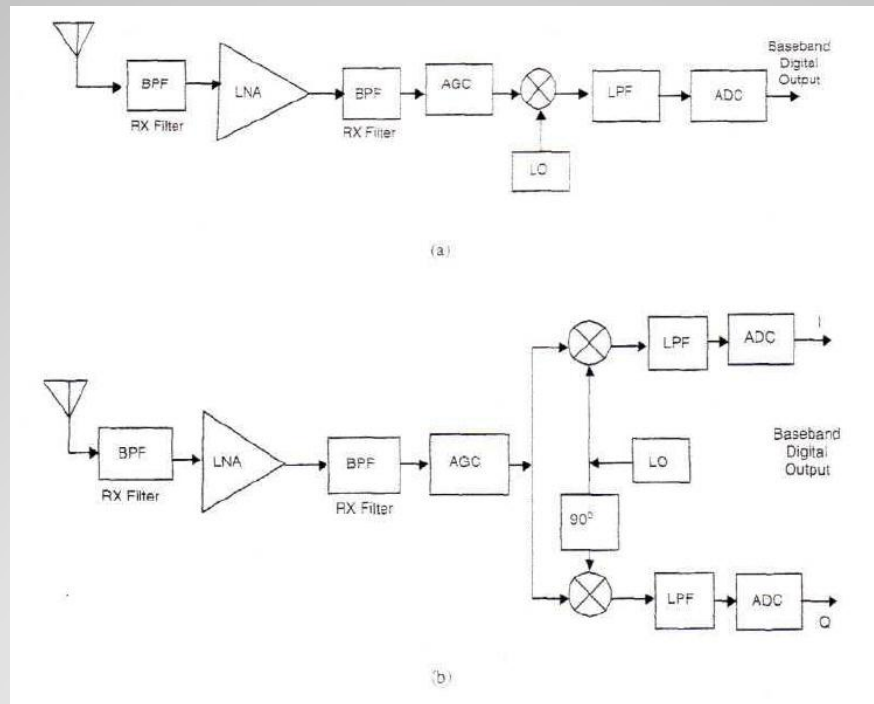 Baseband
Digital
Output
BPF
LNA
BPF
AGC
LPF
ADC
RX Filter
RX Filter
LO
(a)
I
LPF
ADC
BPF
LNA
BPF
AGC
LO
Baseband
Digital
Output
RX Filter
RX Filter
90°
LPF
ADC
Q
(b)